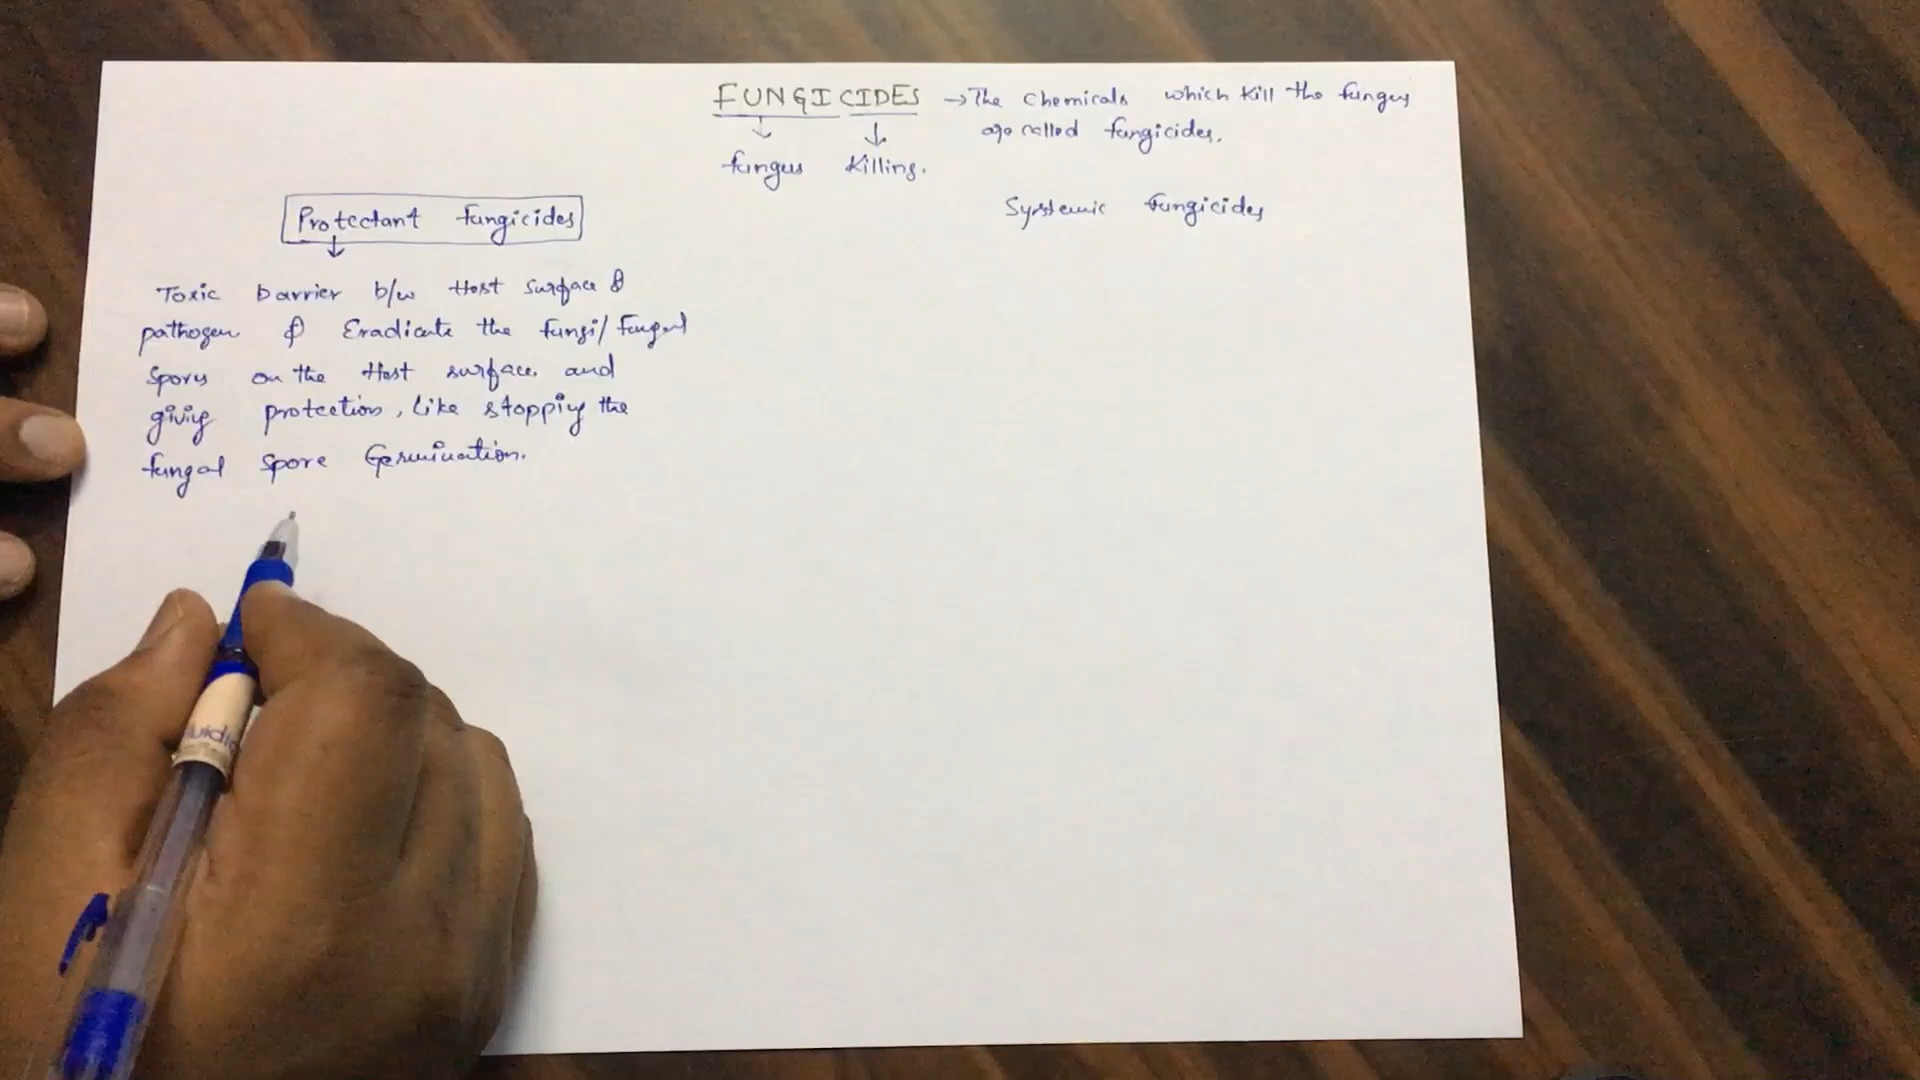 FUNGICIDES → The chemicals which kill the fungus
are called fungicides.
↓ ↓
fungus killing.
Protectant fungicides
↓
Systemic fungicides
Toxic barrier b/w Host surface &
pathogen & Eradicate the fungi/fungal
spores on the Host surface and
giving protection, like stopping the
fungal spore Germination.